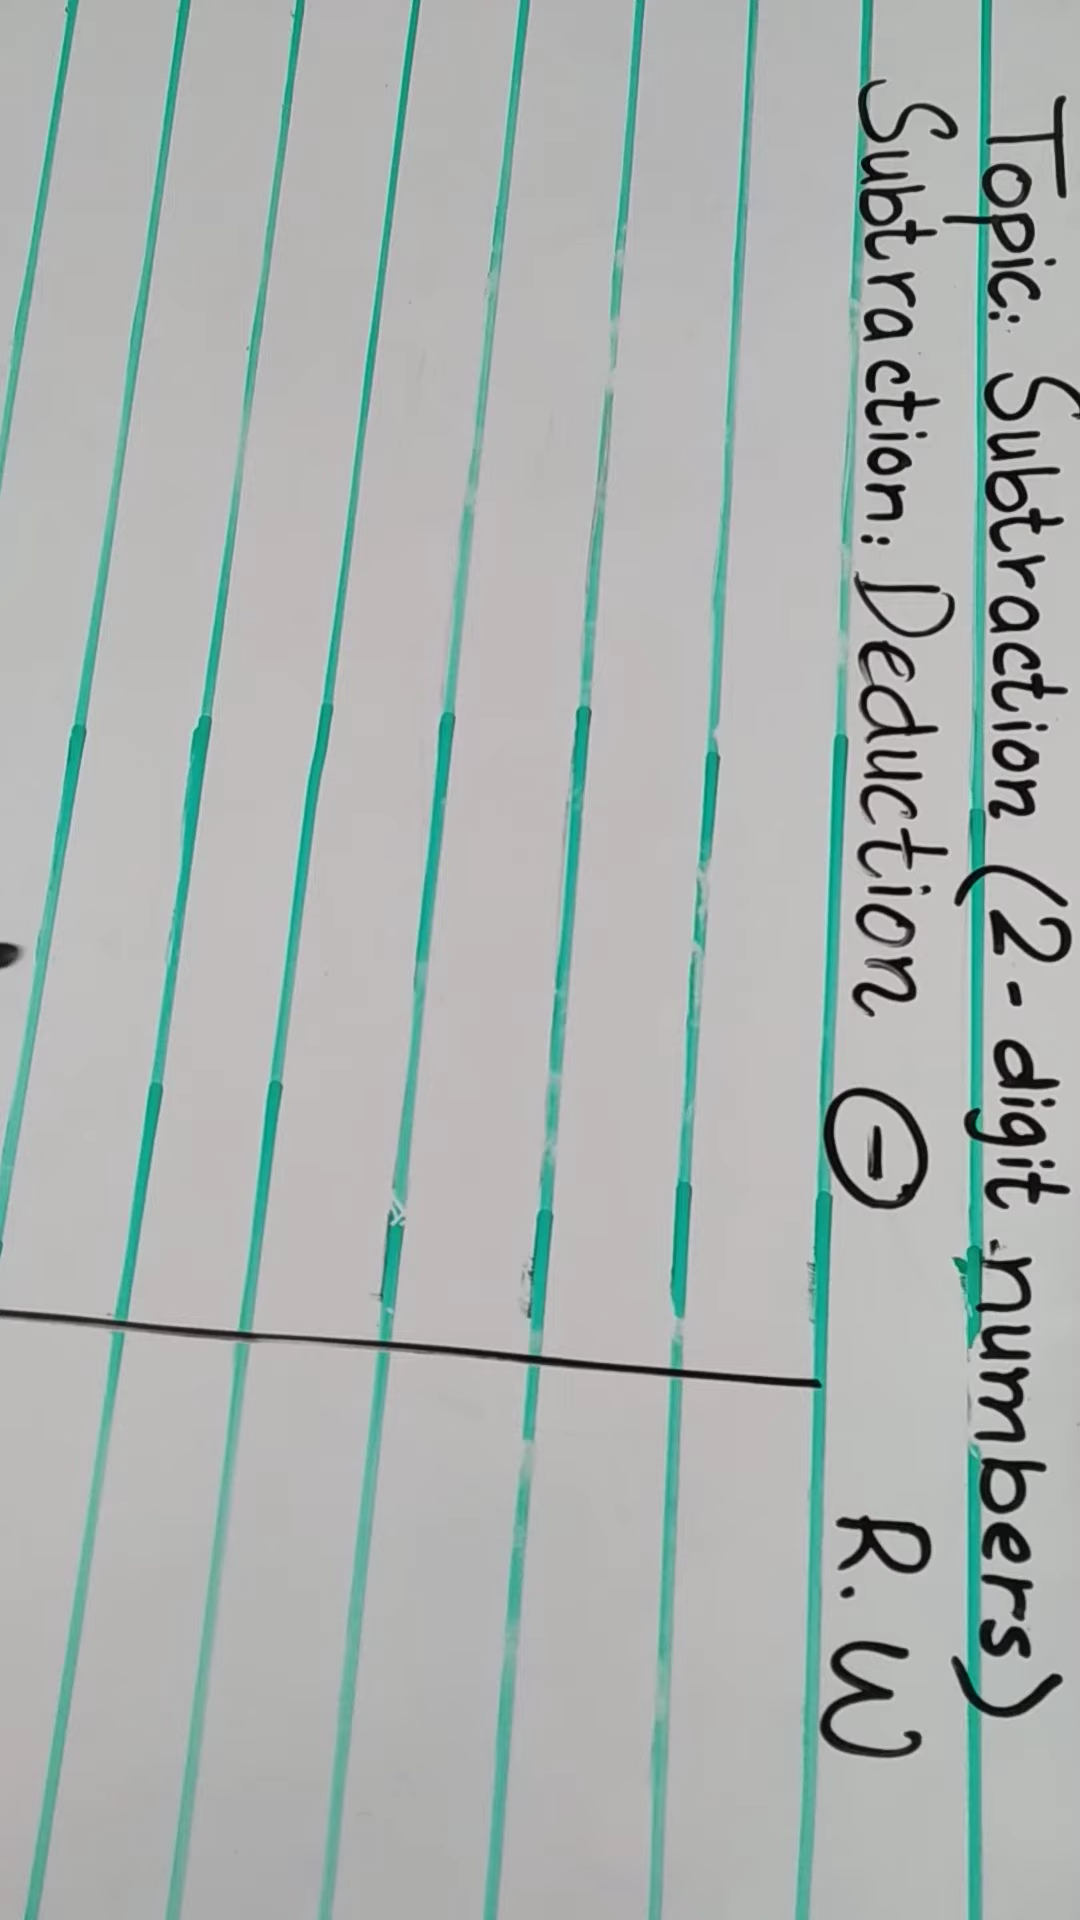 Topic: Subtraction (2-digit numbers)
Subtraction: Deduction ⊖ R.W